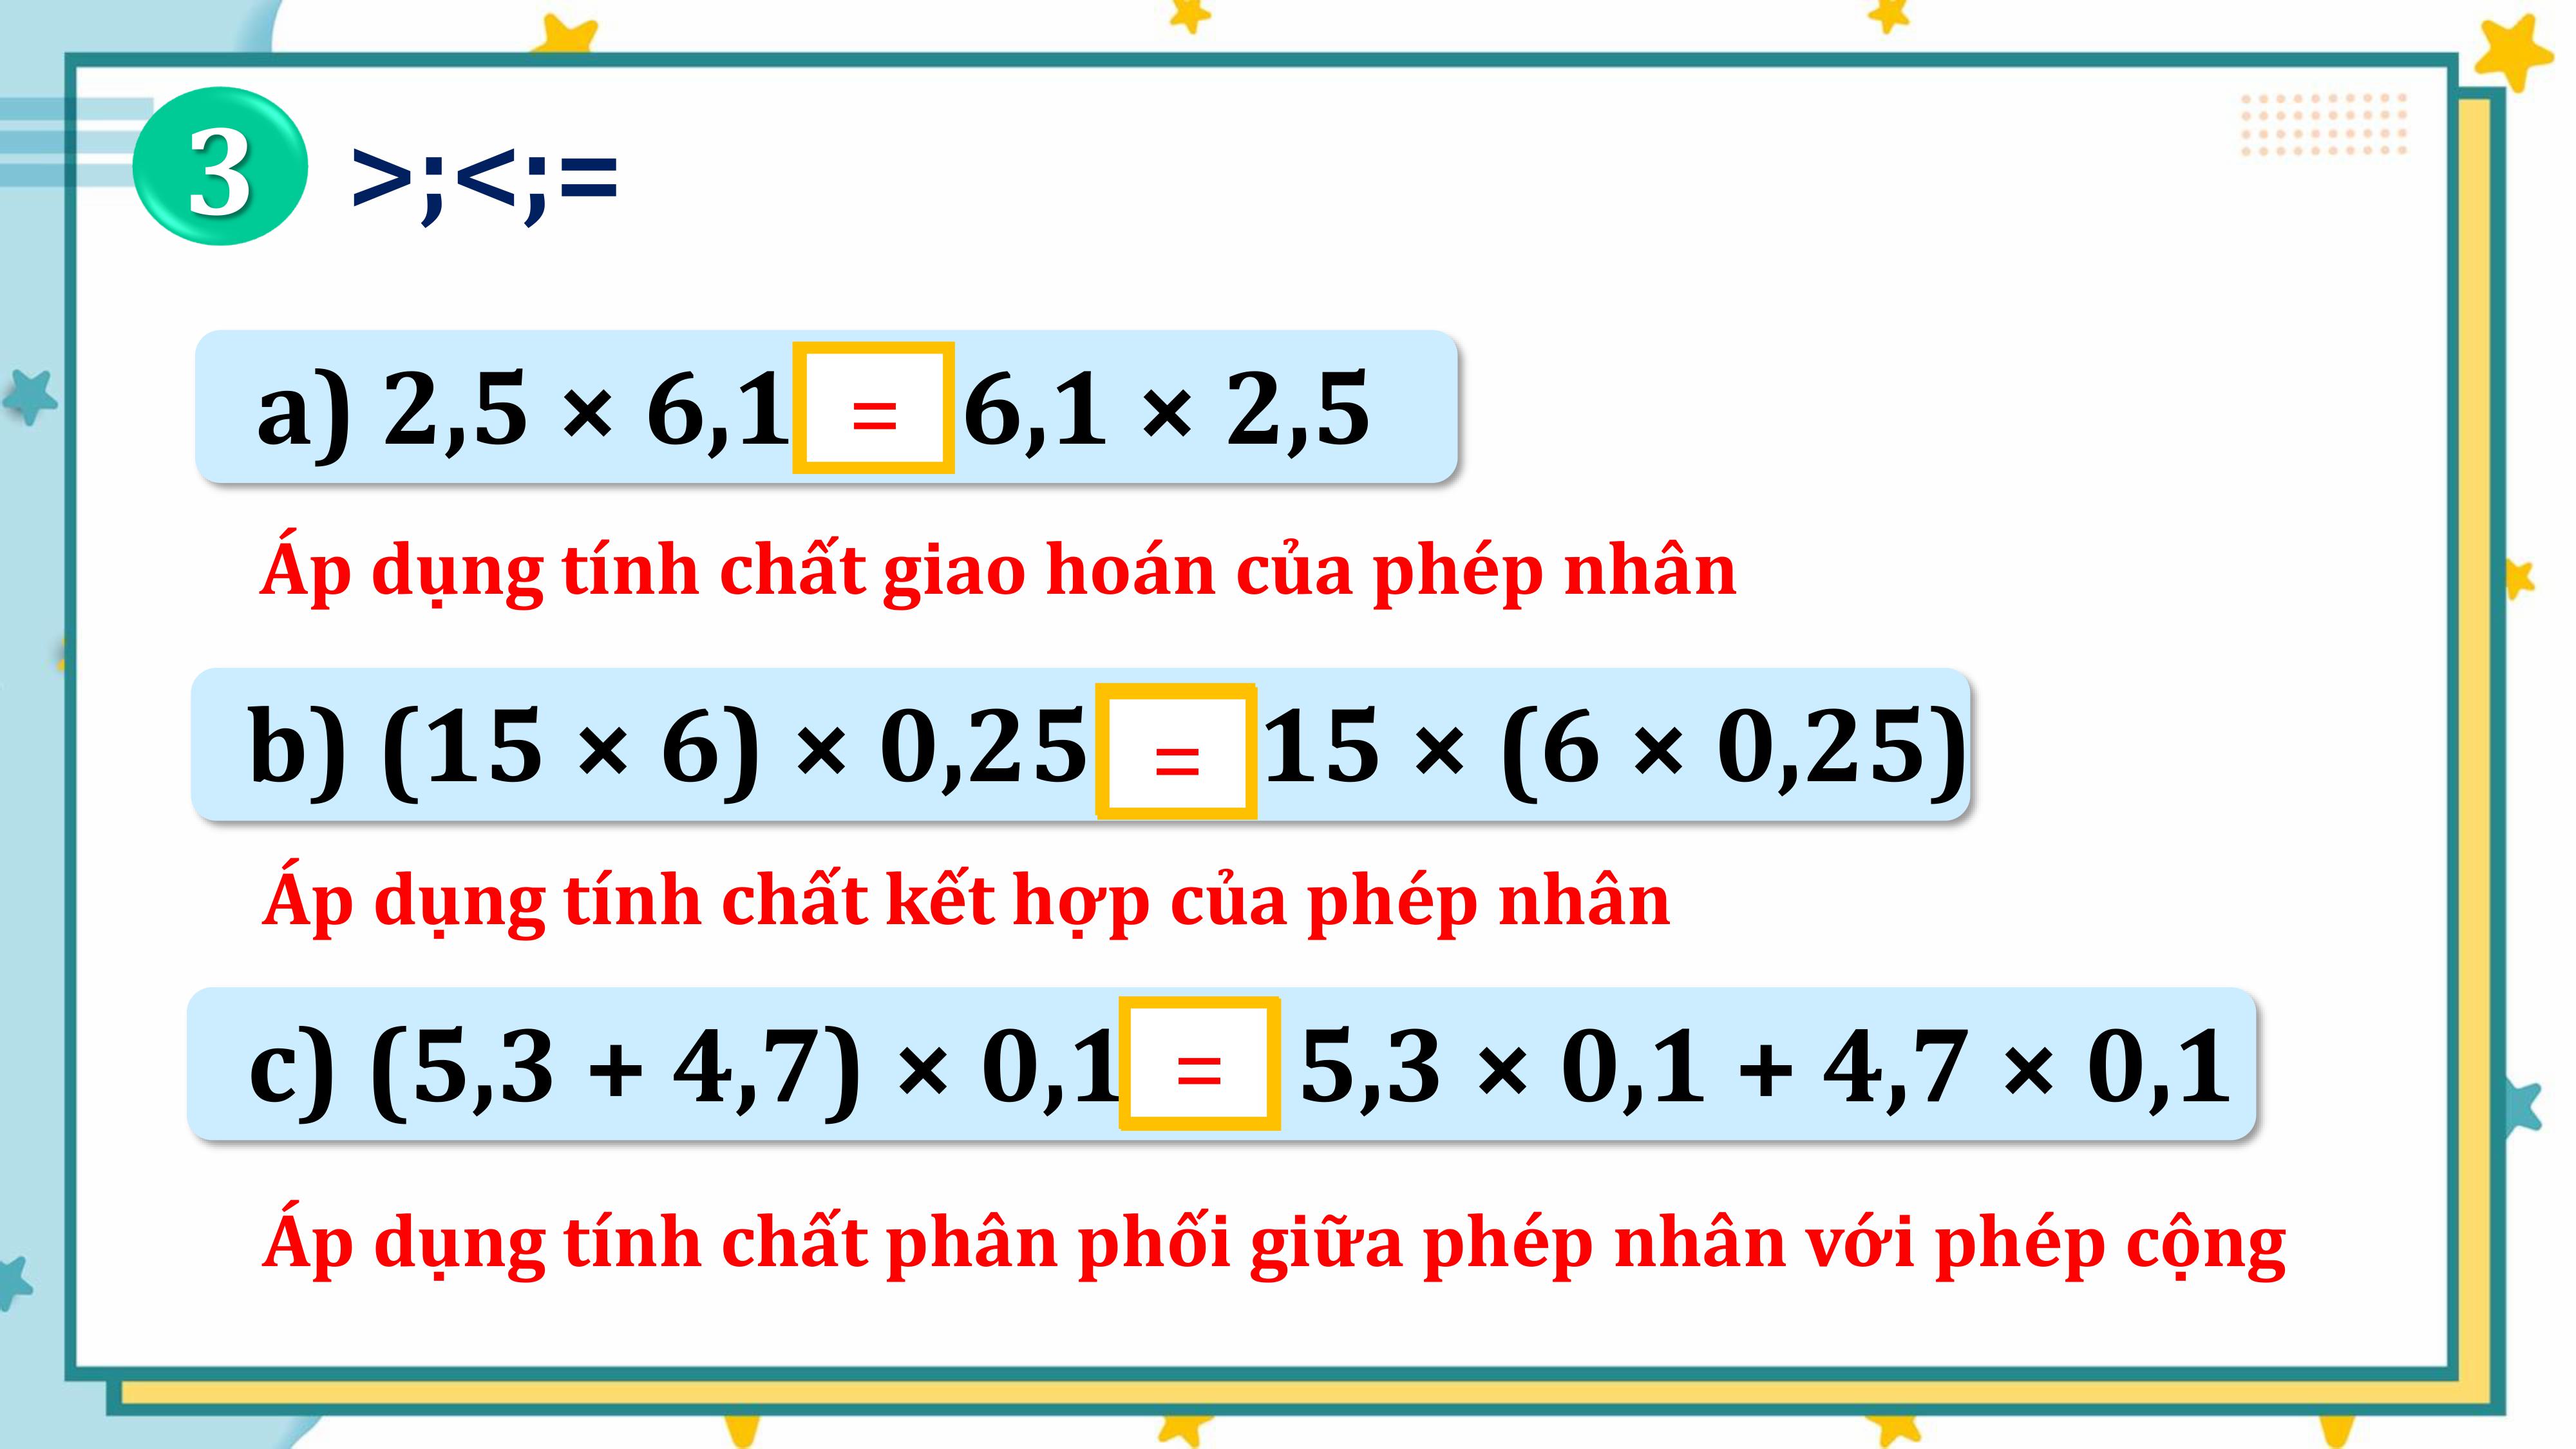 3 >;<;=
a) 2,5 × 6,1 = 6,1 × 2,5
Áp dụng tính chất giao hoán của phép nhân
b) (15 × 6) × 0,25 = 15 × (6 × 0,25)
Áp dụng tính chất kết hợp của phép nhân
c) (5,3 + 4,7) × 0,1 = 5,3 × 0,1 + 4,7 × 0,1
Áp dụng tính chất phân phối giữa phép nhân với phép cộng